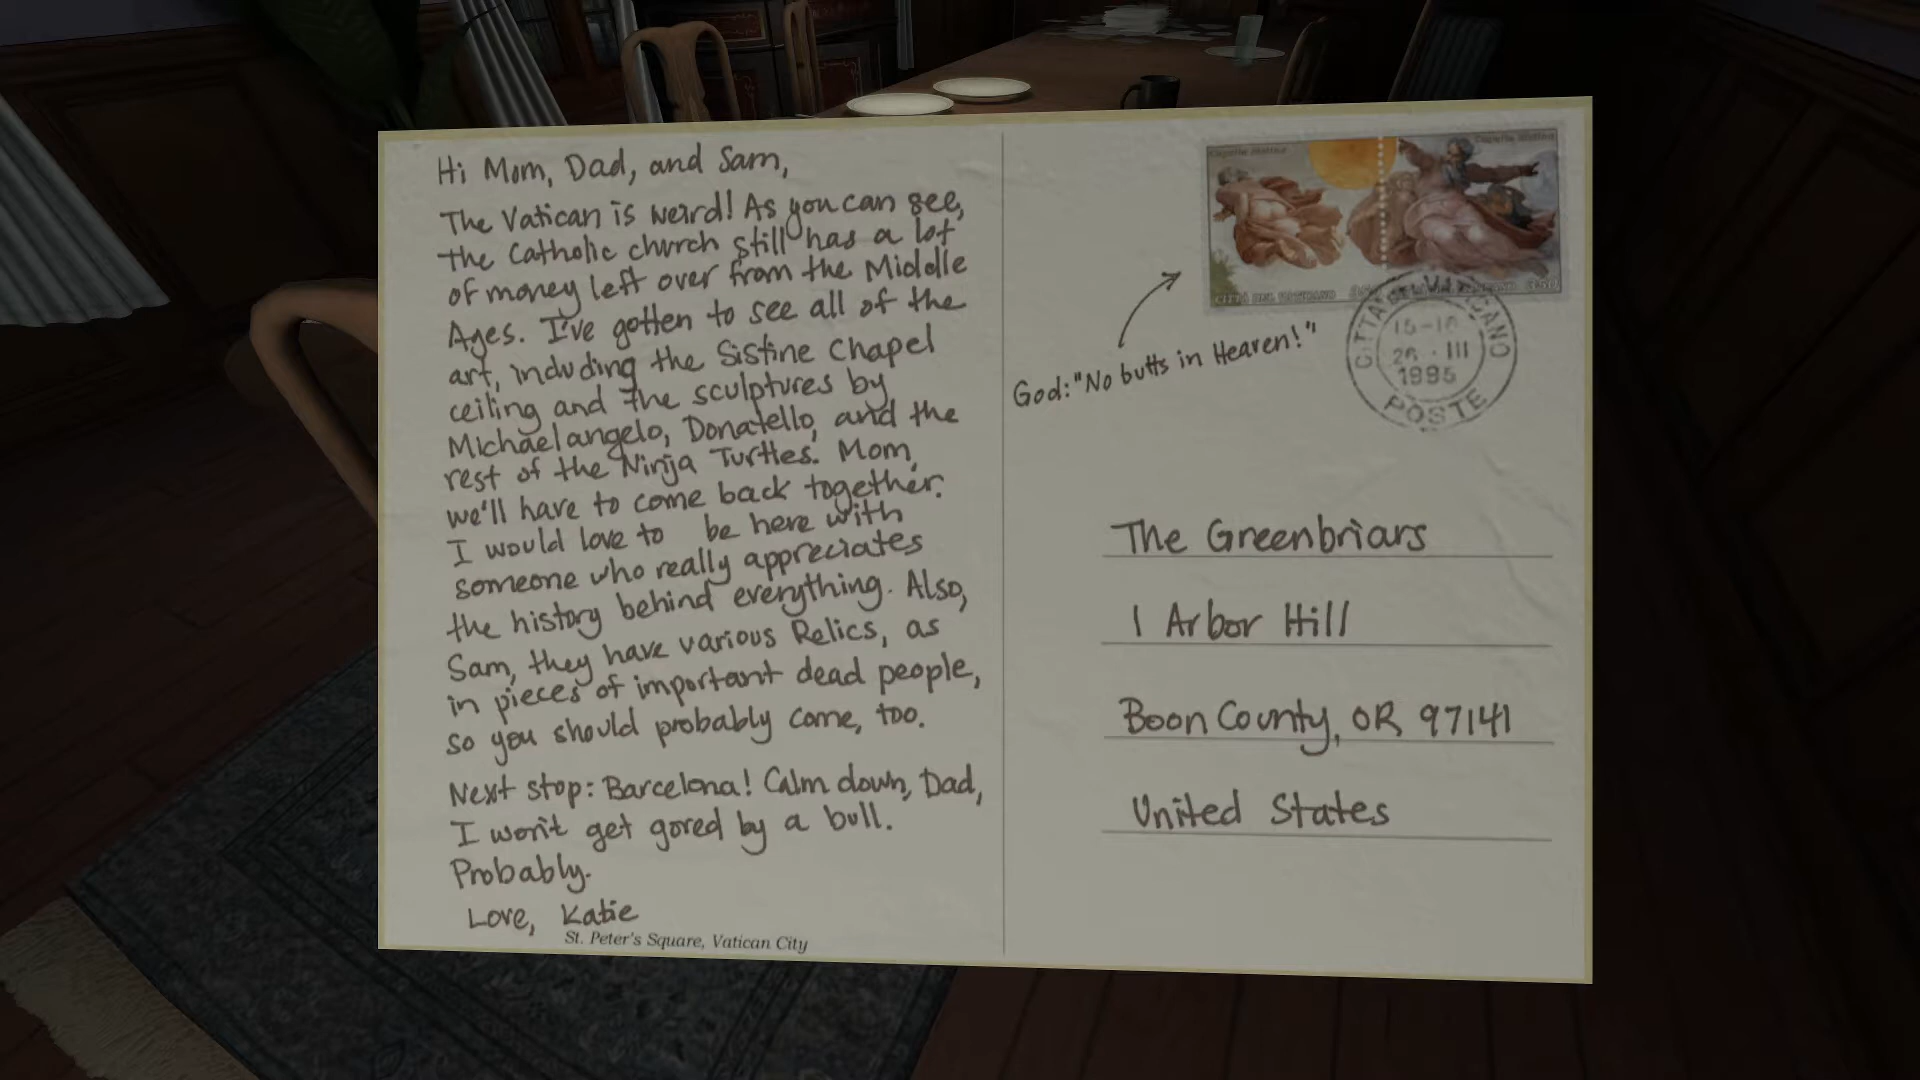 Hi Mom, Dad, and Sam,
The Vatican is weird! As you can see,
the Catholic church still has a lot
of money left over from the Middle
Ages. I've gotten to see all of the
art, including the Sistine Chapel
ceiling and the sculptures by
Michaelangelo, Donatello, and the
rest of the Ninja Turtles. Mom,
we'll have to come back together.
I would love to be here with
someone who really appreciates
the history behind everything. Also,
Sam, they have various Relics, as
in pieces of important dead people,
so you should probably come, too.
Next stop: Barcelona! Calm down, Dad,
I won't get gored by a bull.
Probably.
Love, Katie
St. Peter's Square, Vatican City
God: "No butts in Heaven!"
CITTA DEL VATICANO
15-16
26 · III
1995
POSTE
The Greenbriars
1 Arbor Hill
Boon County, OR 97141
United States